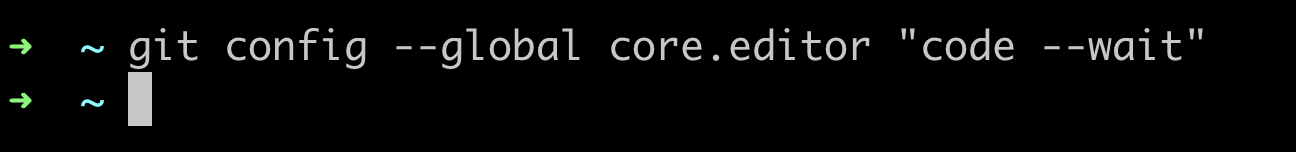 ➜  ~ git config --global core.editor "code --wait"
➜  ~